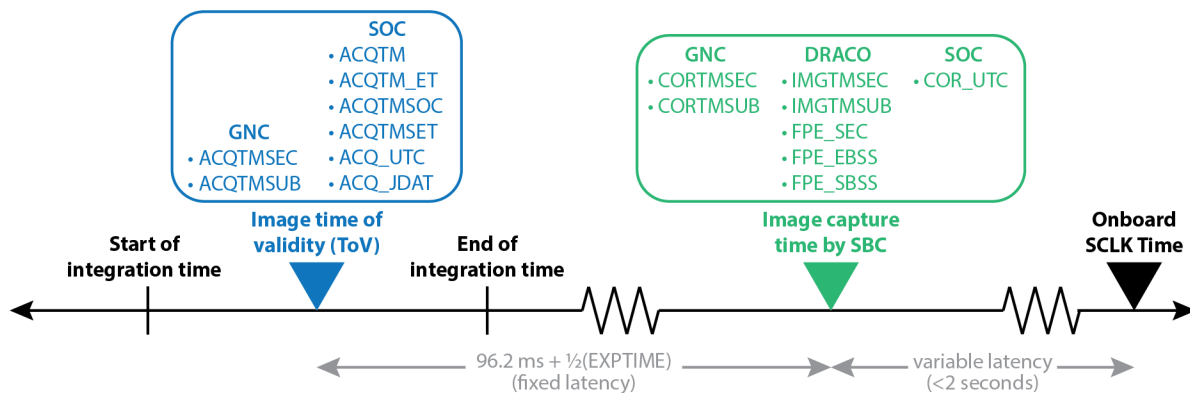 SOC
• ACQTM
• ACQTM_ET
• ACQTMSOC
• ACQTMSET
• ACQ_UTC
• ACQ_JDAT
GNC
• ACQTMSEC
• ACQTMSUB
GNC
• CORTMSEC
• CORTMSUB
DRACO
• IMGTMSEC
• IMGTMSUB
• FPE_SEC
• FPE_EBSS
• FPE_SBSS
SOC
• COR_UTC
Start of
integration time
Image time of
validity (ToV)
End of
integration time
Image capture
time by SBC
Onboard
SCLK Time
96.2 ms + ½(EXPTIME)
(fixed latency)
variable latency
(<2 seconds)